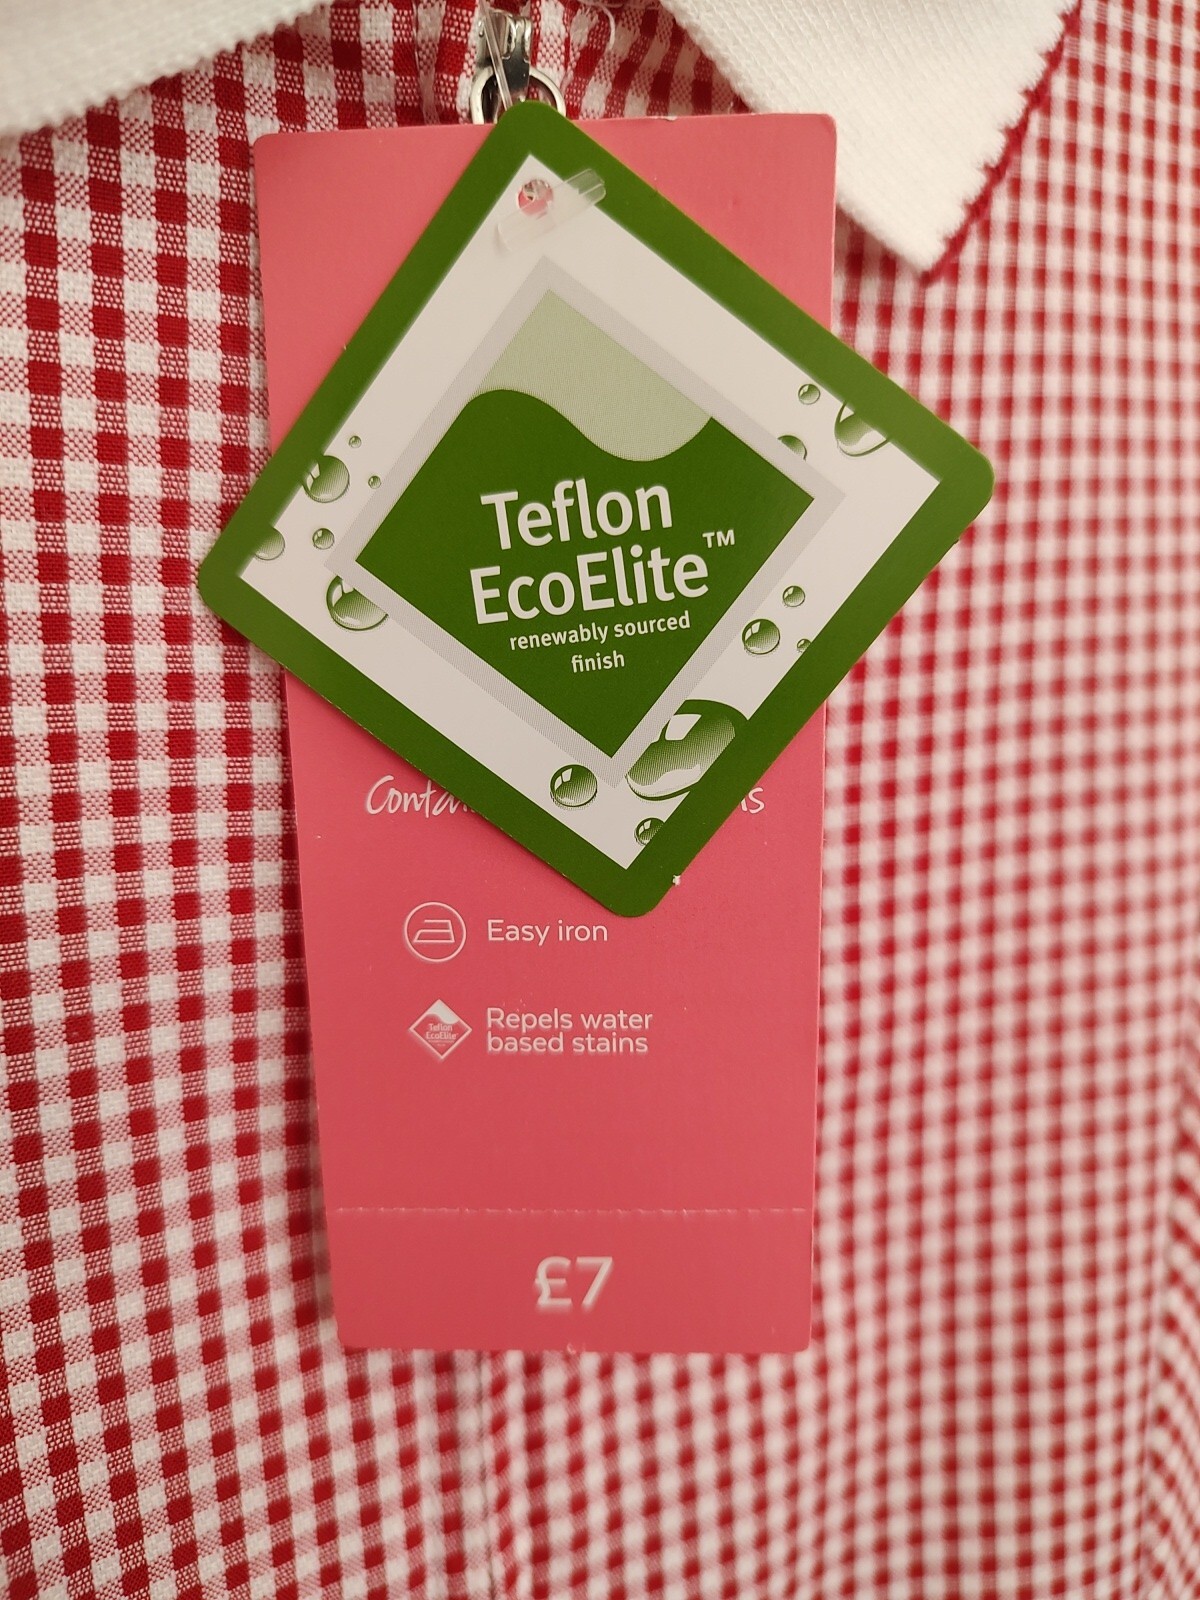 Teflon
EcoElite™
renewably sourced
finish
Easy iron
Teflon
EcoElite
Repels water
based stains
£7